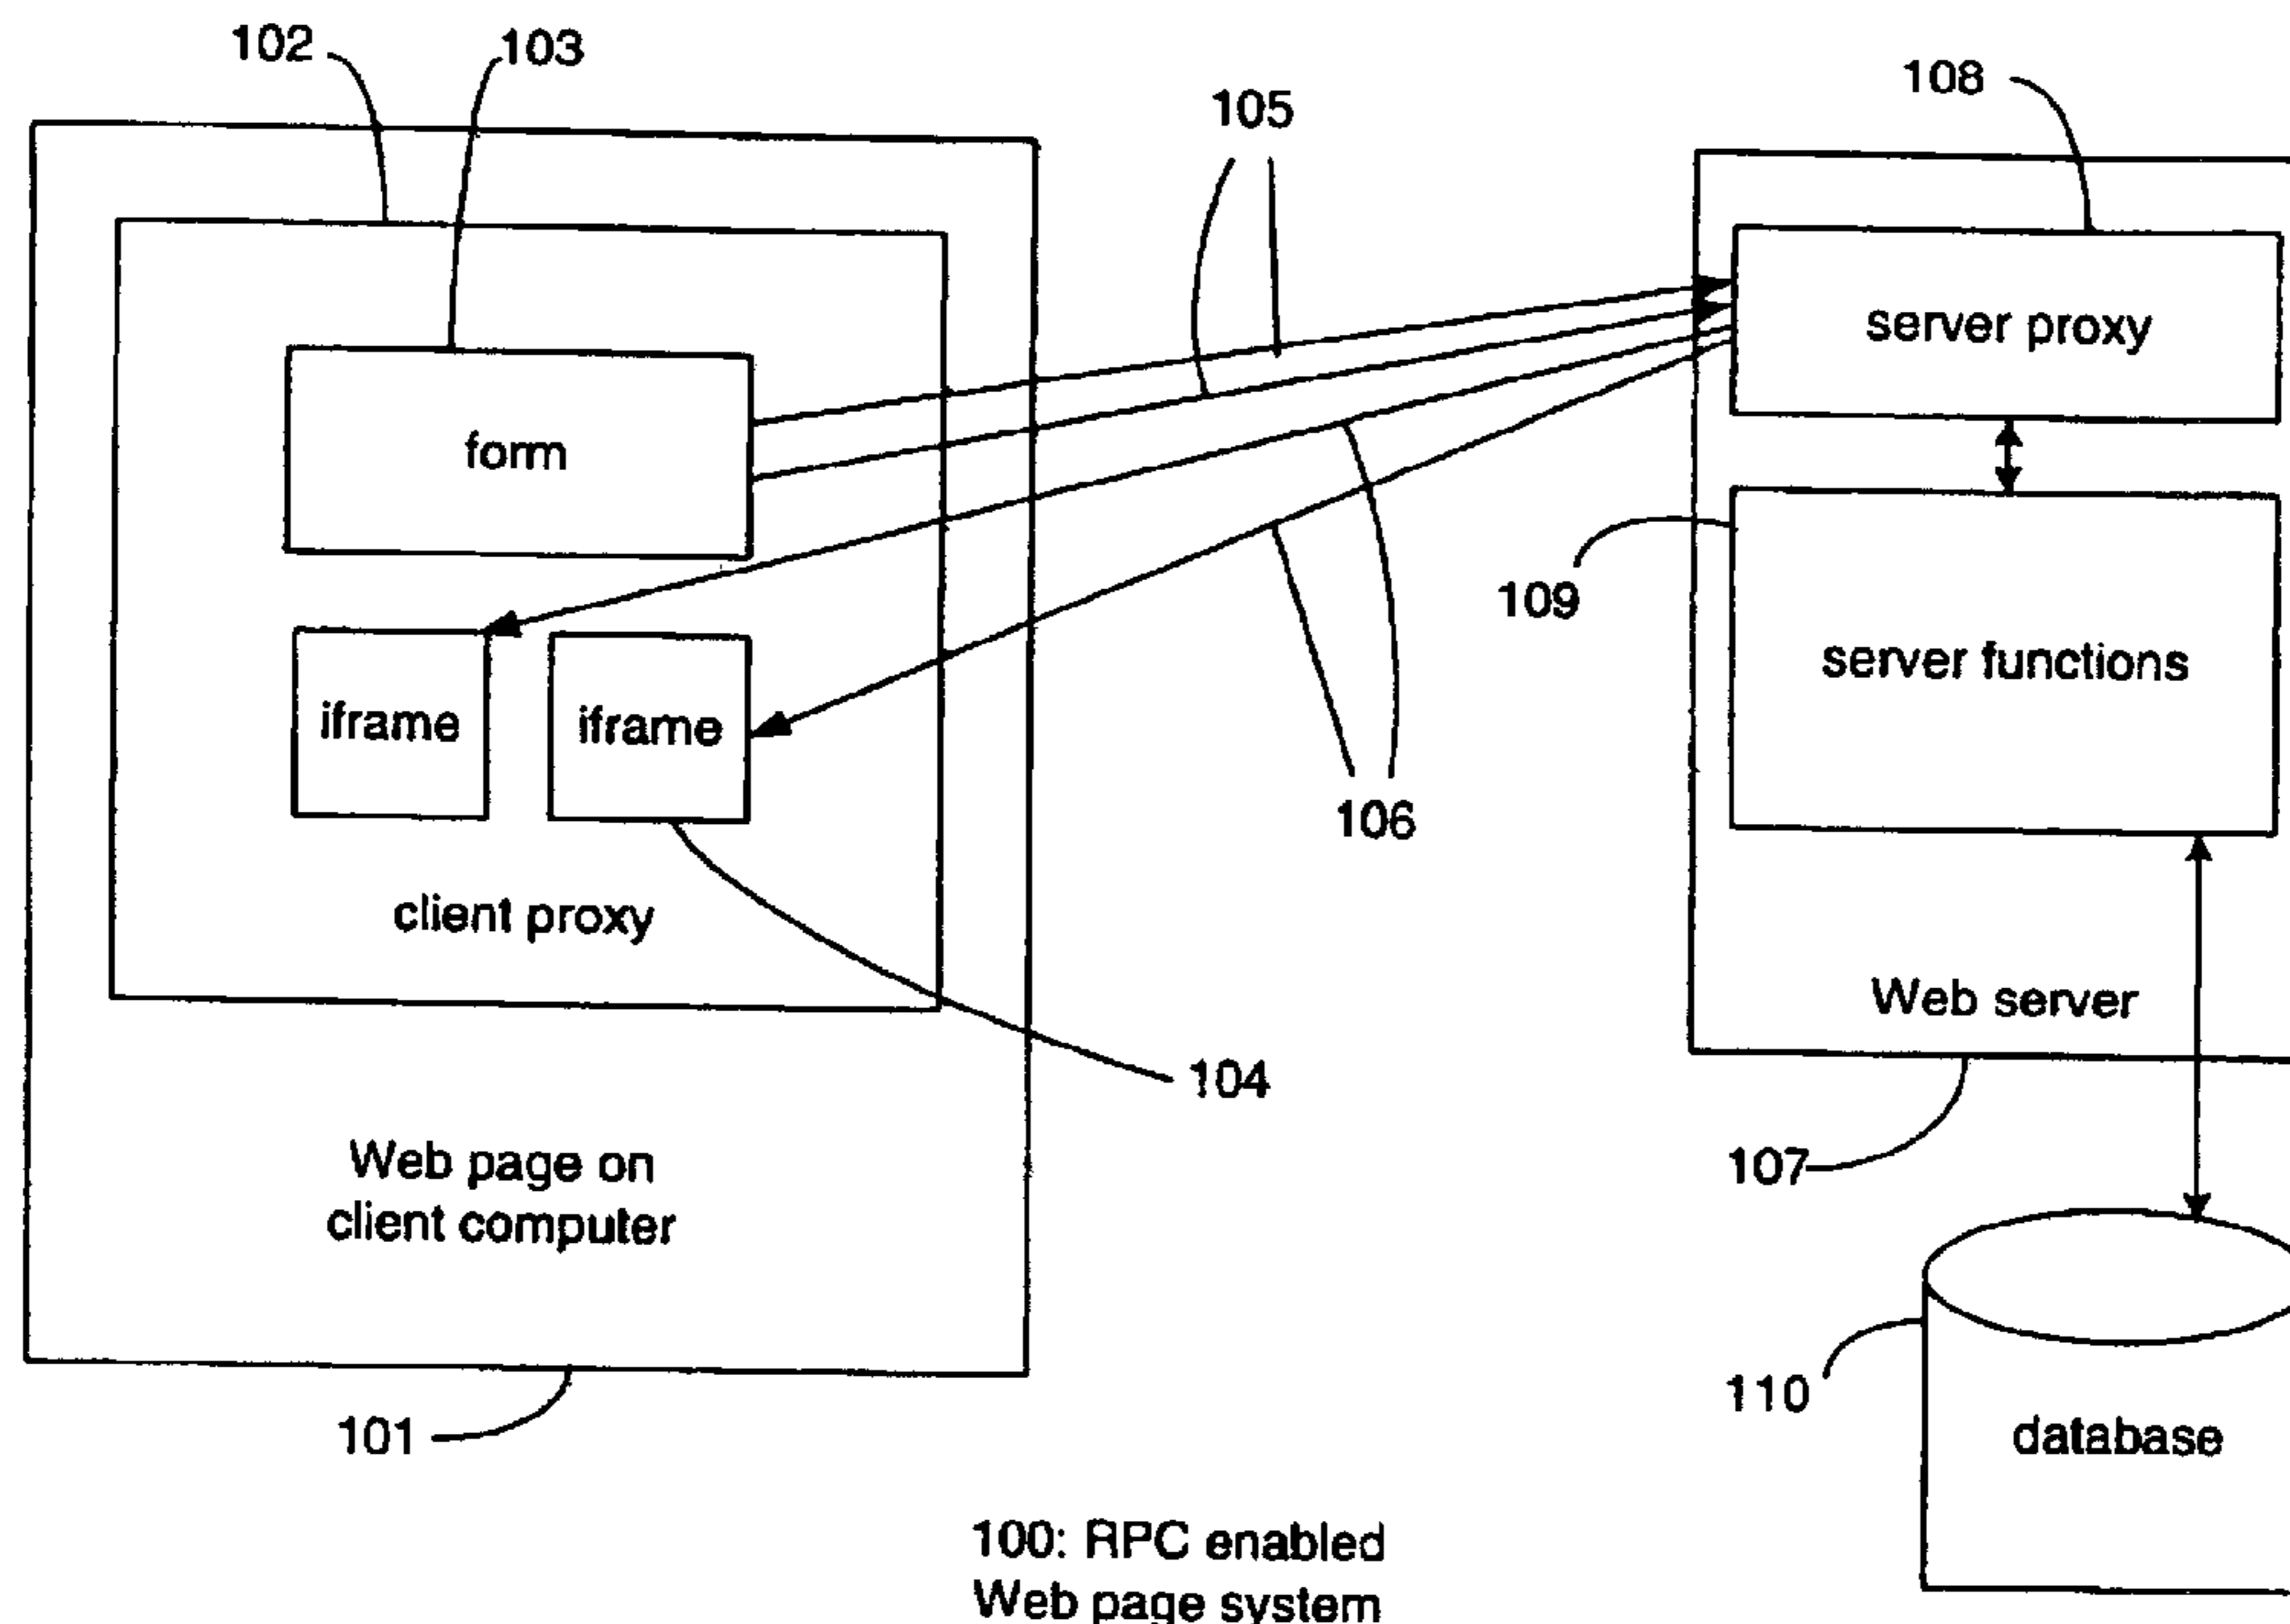 102
103
105
108
form
server proxy
109
server functions
iframe
iframe
106
client proxy
Web server
104
107
Web page on
client computer
110
101
database
100: RPC enabled
Web page system